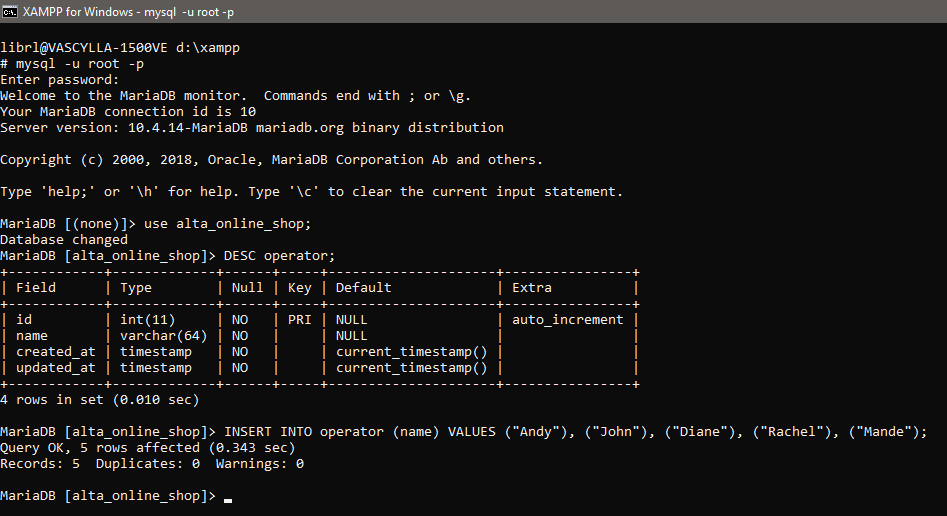 XAMPP for Windows - mysql -u root -p
librl@VASCYLLA-1500VE d:\xampp
# mysql -u root -p
Enter password:
Welcome to the MariaDB monitor.  Commands end with ; or \g.
Your MariaDB connection id is 10
Server version: 10.4.14-MariaDB mariadb.org binary distribution
Copyright (c) 2000, 2018, Oracle, MariaDB Corporation Ab and others.
Type 'help;' or '\h' for help. Type '\c' to clear the current input statement.
MariaDB [(none)]> use alta_online_shop;
Database changed
MariaDB [alta_online_shop]> DESC operator;
+------------+-------------+------+-----+---------------------+----------------+
| Field      | Type        | Null | Key | Default             | Extra          |
+------------+-------------+------+-----+---------------------+----------------+
| id         | int(11)     | NO   | PRI | NULL                | auto_increment |
| name       | varchar(64) | NO   |     | NULL                |                |
| created_at | timestamp   | NO   |     | current_timestamp() |                |
| updated_at | timestamp   | NO   |     | current_timestamp() |                |
+------------+-------------+------+-----+---------------------+----------------+
4 rows in set (0.010 sec)
MariaDB [alta_online_shop]> INSERT INTO operator (name) VALUES ("Andy"), ("John"), ("Diane"), ("Rachel"), ("Mande");
Query OK, 5 rows affected (0.343 sec)
Records: 5  Duplicates: 0  Warnings: 0
MariaDB [alta_online_shop]> _